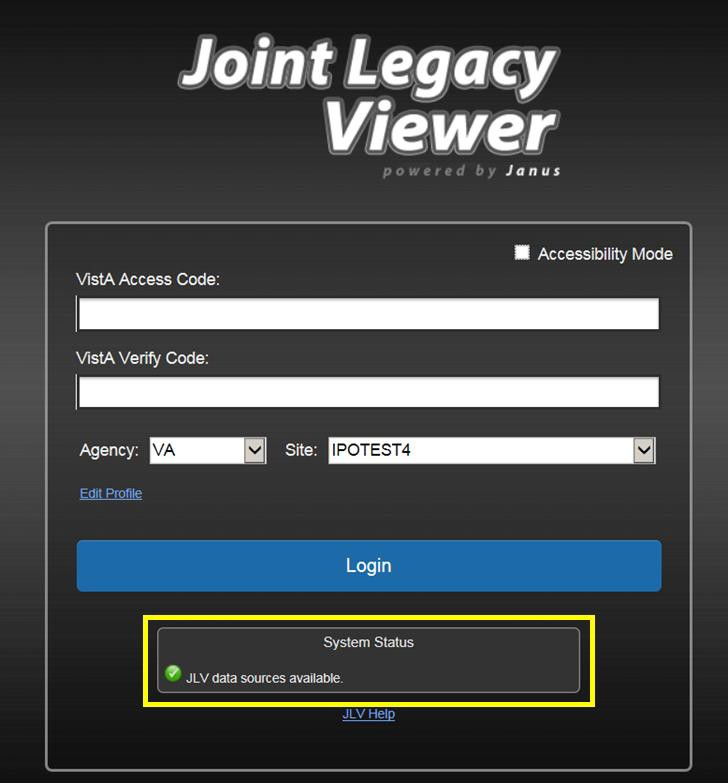 Joint Legacy
Viewer
powered by Janus
Accessibility Mode
VistA Access Code:
VistA Verify Code:
Agency: VA Site: IPOTEST4
Edit Profile
Login
System Status
JLV data sources available.
JLV Help